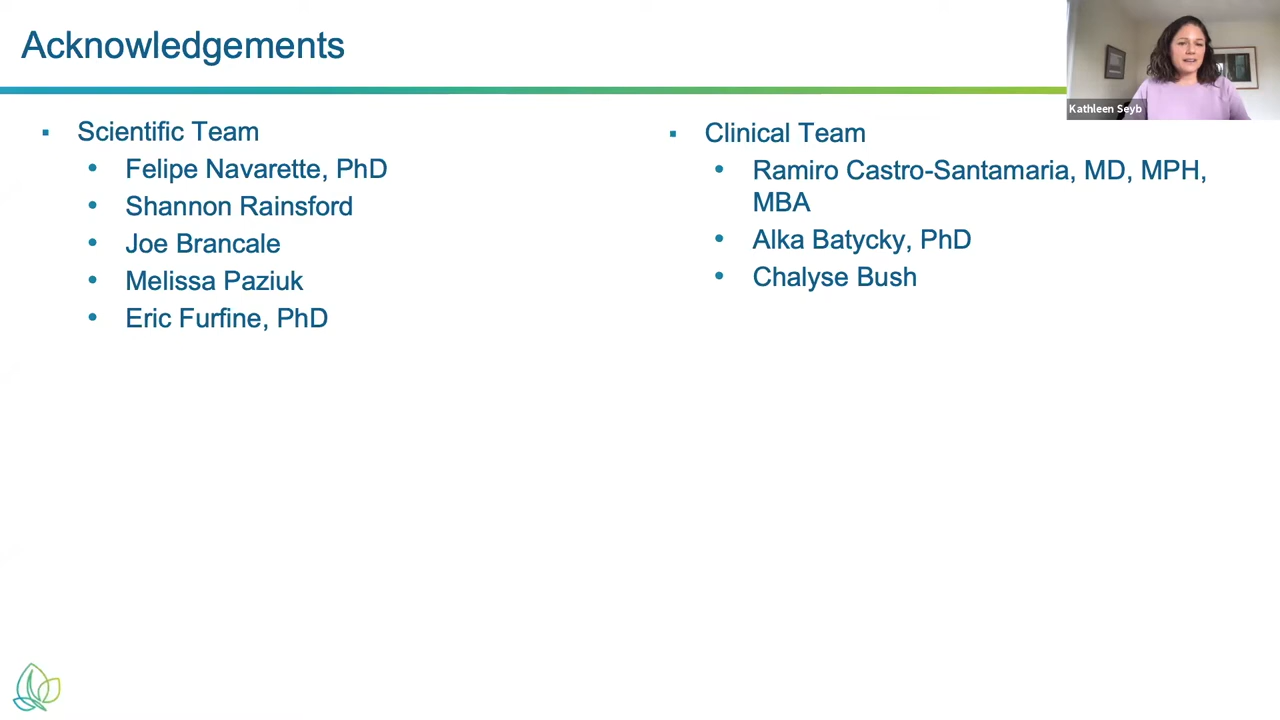 Acknowledgements
Kathleen Seyb
▪ Scientific Team
• Felipe Navarette, PhD
• Shannon Rainsford
• Joe Brancale
• Melissa Paziuk
• Eric Furfine, PhD
▪ Clinical Team
• Ramiro Castro-Santamaria, MD, MPH,
MBA
• Alka Batycky, PhD
• Chalyse Bush